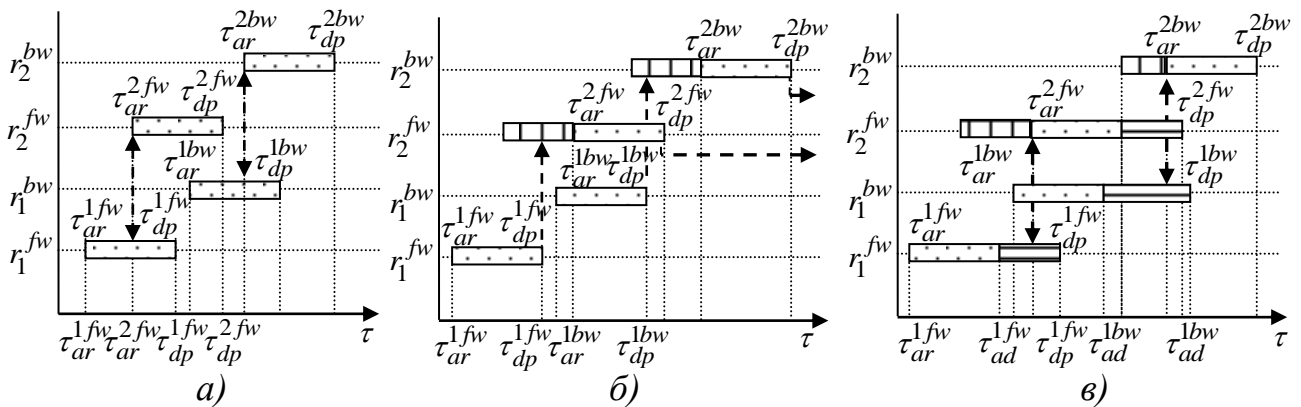 τ_{ar}^{2bw} τ_{dp}^{2bw}
r_2^{bw}
τ_{ar}^{2fw} τ_{dp}^{2fw}
r_2^{fw}
τ_{ar}^{1bw} τ_{dp}^{1bw}
r_1^{bw}
τ_{ar}^{1fw} τ_{dp}^{1fw}
r_1^{fw}
τ_{ar}^{1fw} τ_{ar}^{2fw} τ_{dp}^{1fw} τ_{dp}^{2fw} τ
а)
τ_{ar}^{2bw} τ_{dp}^{2bw}
r_2^{bw}
τ_{ar}^{2fw} τ_{dp}^{2fw}
r_2^{fw}
τ_{ar}^{1bw} τ_{dp}^{1bw}
r_1^{bw}
τ_{ar}^{1fw} τ_{dp}^{1fw}
r_1^{fw}
τ_{ar}^{1fw} τ_{dp}^{1fw} τ_{ar}^{1bw} τ_{dp}^{1bw} τ
б)
τ_{ar}^{2bw} τ_{dp}^{2bw}
r_2^{bw}
τ_{ar}^{2fw} τ_{dp}^{2fw}
r_2^{fw}
τ_{ar}^{1bw} τ_{dp}^{1bw}
r_1^{bw}
τ_{ar}^{1fw} τ_{dp}^{1fw}
r_1^{fw}
τ_{ar}^{1fw} τ_{ad}^{1fw} τ_{dp}^{1fw} τ_{ad}^{1bw} τ_{ad}^{1bw} τ
в)